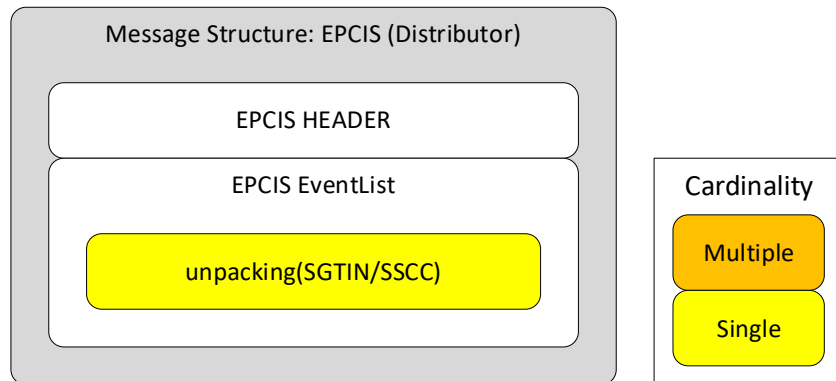 Message Structure: EPCIS (Distributor)
EPCIS HEADER
EPCIS EventList
unpacking(SGTIN/SSCC)
Cardinality
Multiple
Single